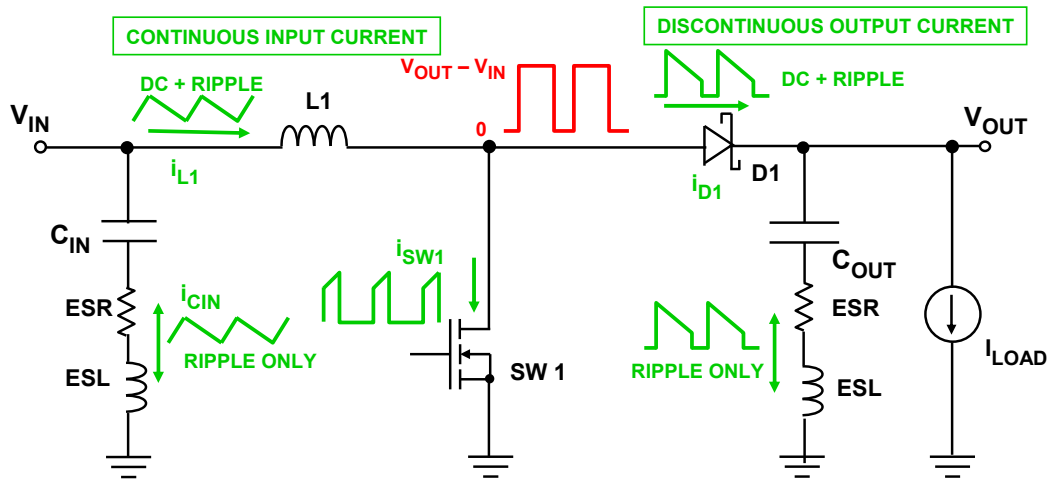 CONTINUOUS INPUT CURRENT
DISCONTINUOUS OUTPUT CURRENT
DC + RIPPLE
L1
VOUT – VIN
DC + RIPPLE
VIN
0
VOUT
iL1
iD1
D1
CIN
iSW1
COUT
ESR
iCIN
ESR
RIPPLE ONLY
SW 1
RIPPLE ONLY
ILOAD
ESL
ESL